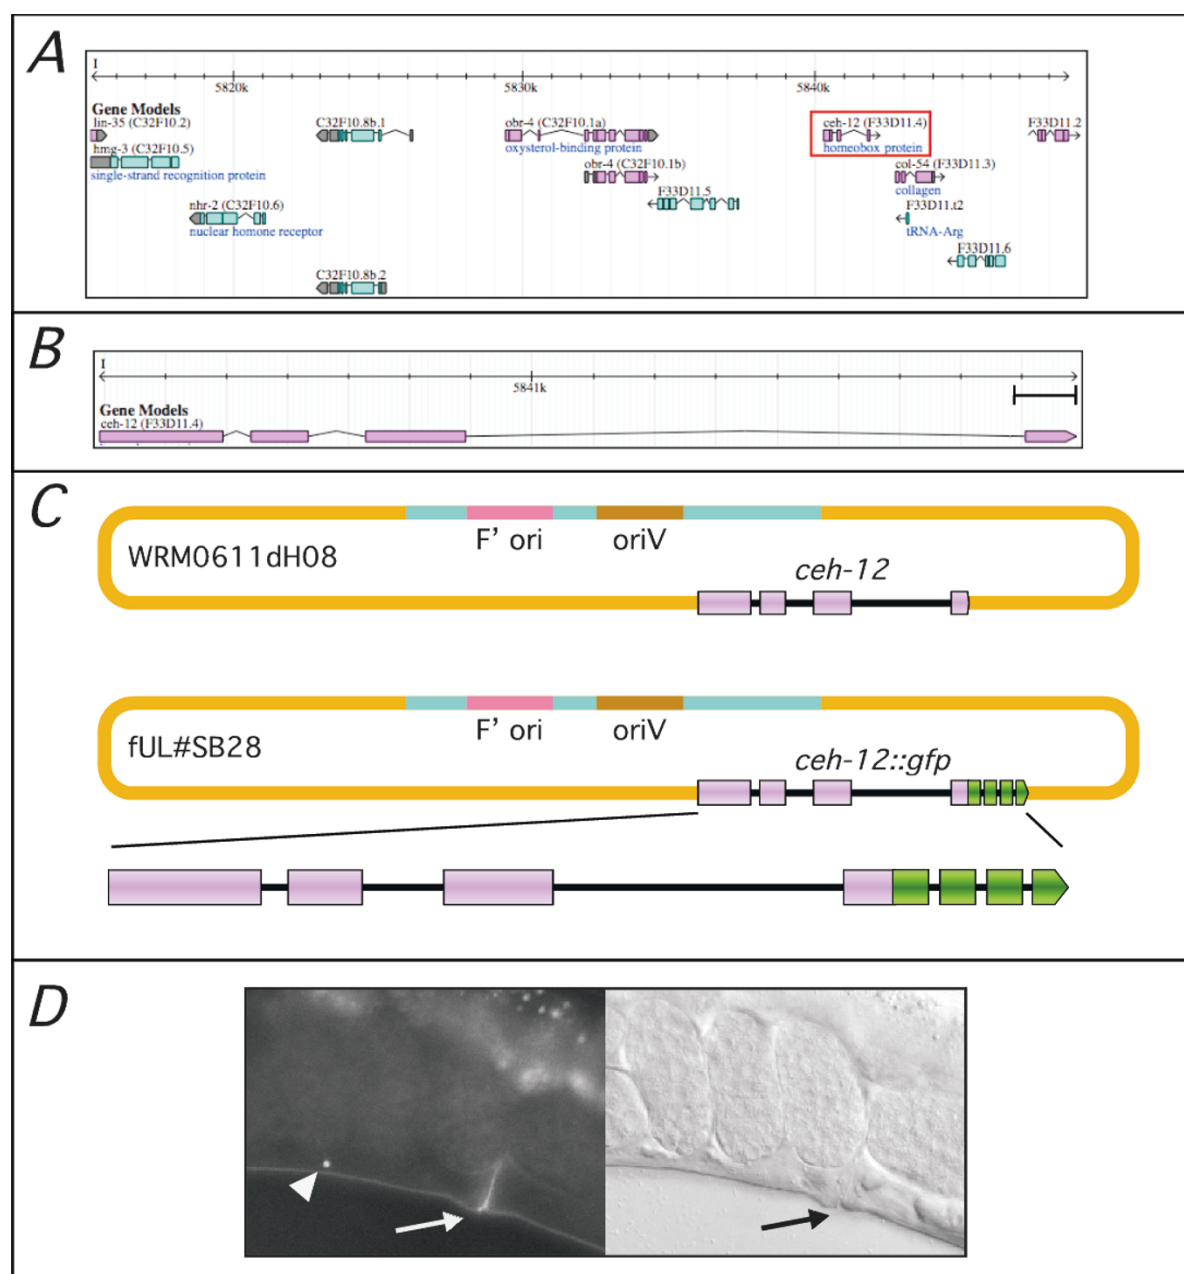 A
I
5820k 5830k 5840k
Gene Models
lin-35 (C32F10.2) C32F10.8b.1 obr-4 (C32F10.1a) ceh-12 (F33D11.4) F33D11.2
oxysterol-binding protein homeobox protein
hmg-3 (C32F10.5) obr-4 (C32F10.1b) col-54 (F33D11.3)
single-strand recognition protein F33D11.5 collagen
nhr-2 (C32F10.6) F33D11.t2
nuclear homone receptor tRNA-Arg
C32F10.8b.2 F33D11.6
B
I
5841k
Gene Models
ceh-12 (F33D11.4)
C
F' ori oriV
WRM0611dH08
ceh-12
F' ori oriV
fUL#SB28
ceh-12::gfp
D